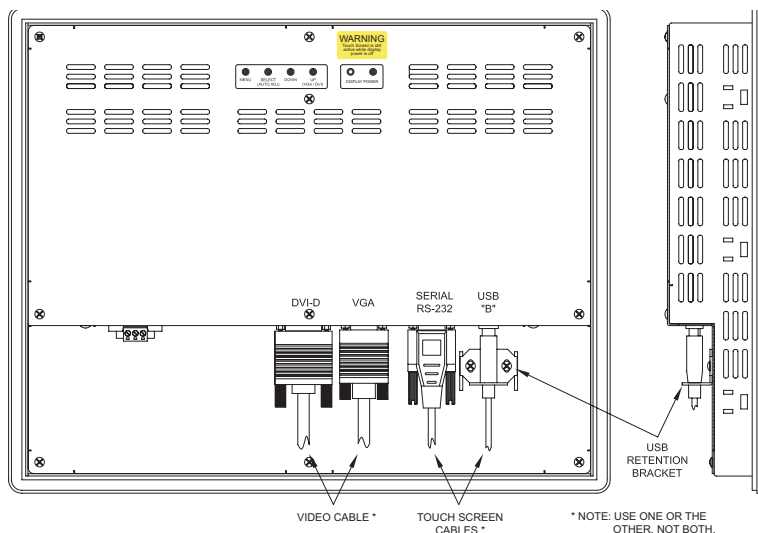 WARNING
Touch Screen is still
active while display
power is off.
MENU
SELECT
(AUTO ADJ)
DOWN
UP
(VGA / DVI)
DISPLAY POWER
DVI-D
VGA
SERIAL
RS-232
USB
"B"
USB
RETENTION
BRACKET
VIDEO CABLE *
TOUCH SCREEN
CABLES *
* NOTE: USE ONE OR THE
OTHER, NOT BOTH.